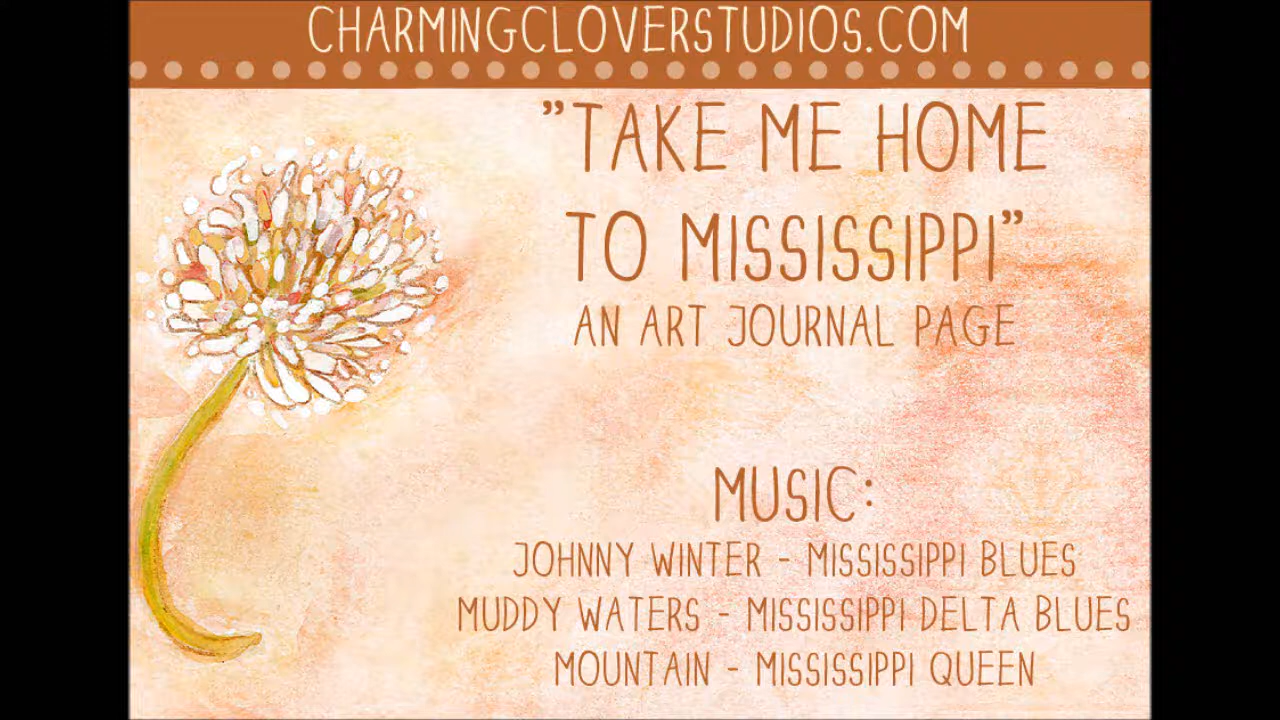 CHARMINGCLOVERSTUDIOS.COM
”TAKE ME HOME
TO MISSISSIPPI”
AN ART JOURNAL PAGE
MUSIC:
JOHNNY WINTER - MISSISSIPPI BLUES
MUDDY WATERS - MISSISSIPPI DELTA BLUES
MOUNTAIN - MISSISSIPPI QUEEN